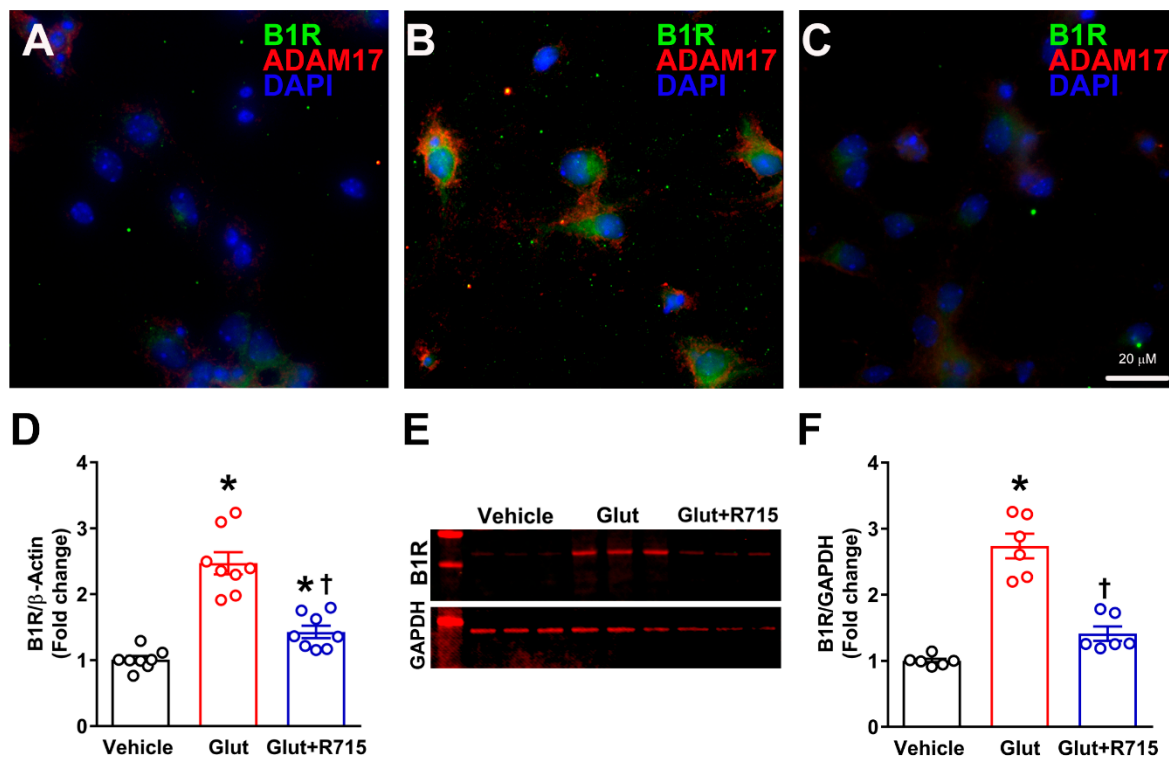 A
B1R
ADAM17
DAPI
B
B1R
ADAM17
DAPI
C
B1R
ADAM17
DAPI
20 µM
D
B1R/β-Actin
(Fold change)
4
3
2
1
0
*
* †
Vehicle
Glut
Glut+R715
E
Vehicle
Glut
Glut+R715
B1R
GAPDH
F
B1R/GAPDH
(Fold change)
4
3
2
1
0
*
†
Vehicle
Glut
Glut+R715